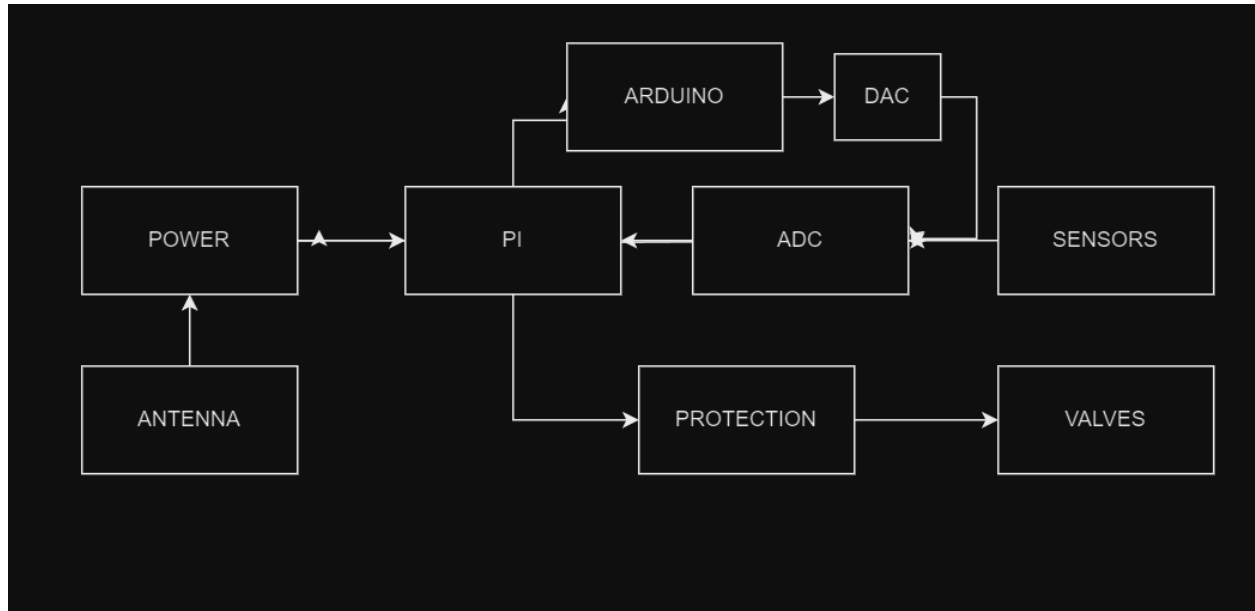 ARDUINO
DAC
POWER
PI
ADC
SENSORS
ANTENNA
PROTECTION
VALVES